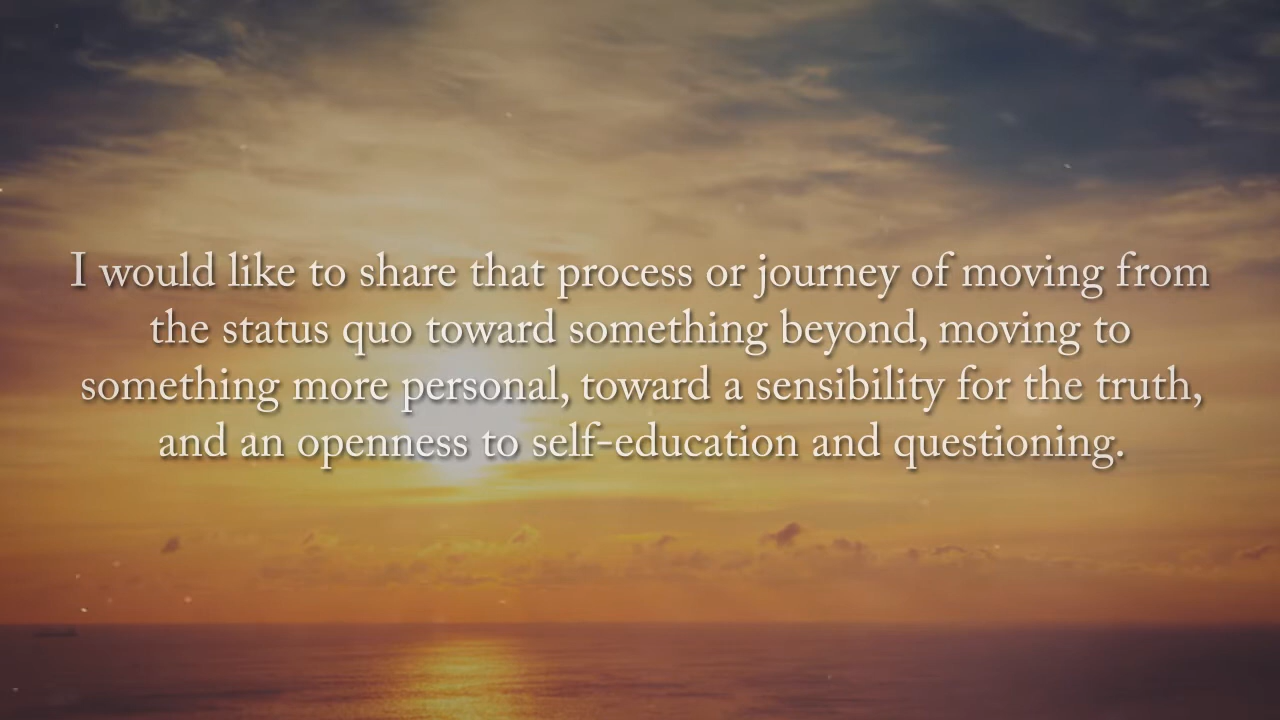 I would like to share that process or journey of moving from
the status quo toward something beyond, moving to
something more personal, toward a sensibility for the truth,
and an openness to self-education and questioning.